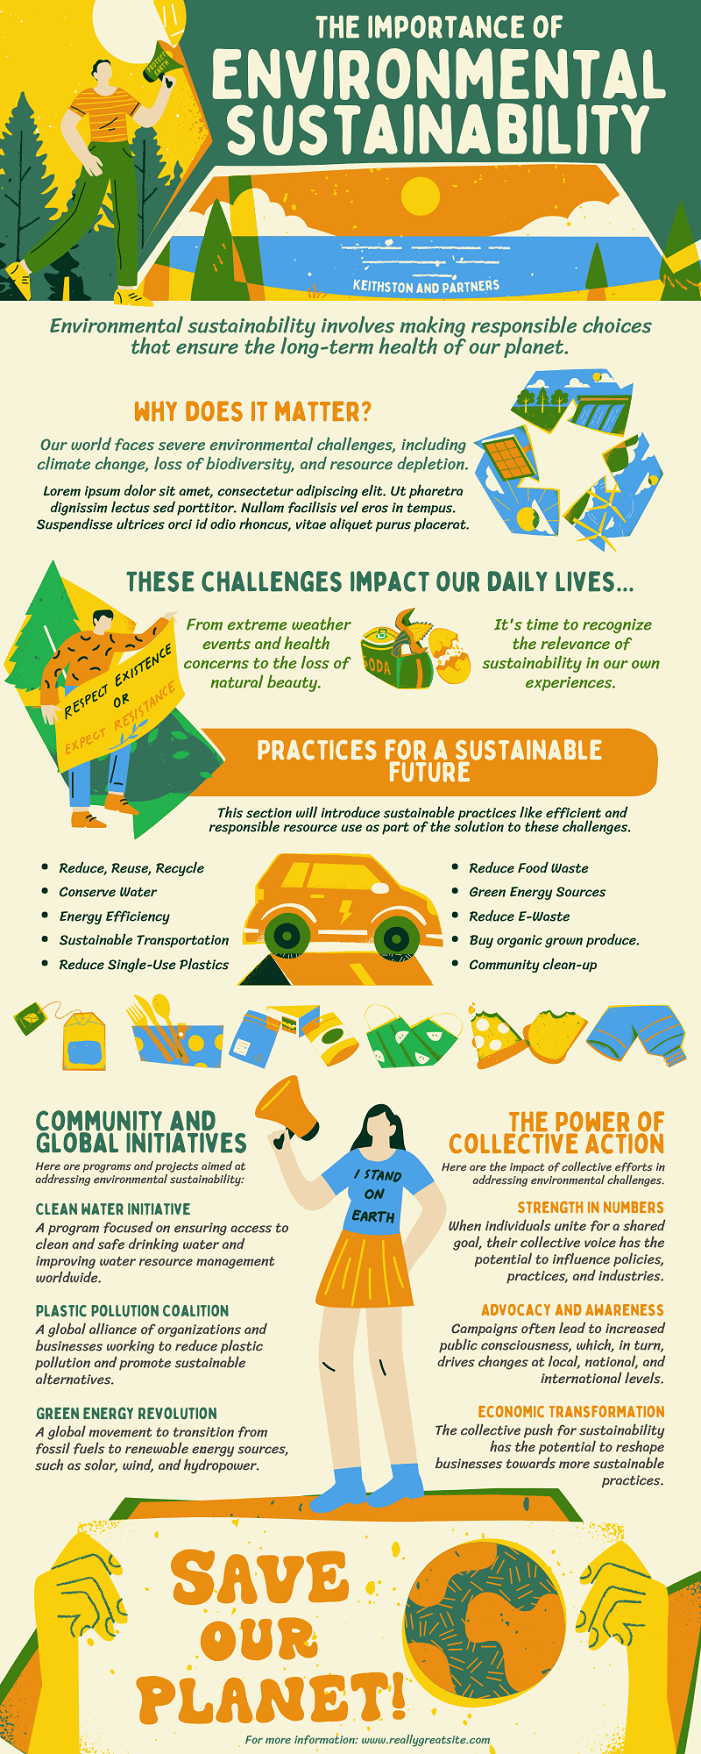 THE IMPORTANCE OF
ENVIRONMENTAL
SUSTAINABILITY
PROTECT
EARTH
KEITHSTON AND PARTNERS
Environmental sustainability involves making responsible choices
that ensure the long-term health of our planet.
WHY DOES IT MATTER?
Our world faces severe environmental challenges, including
climate change, loss of biodiversity, and resource depletion.
Lorem ipsum dolor sit amet, consectetur adipiscing elit. Ut pharetra
dignissim lectus sed porttitor. Nullam facilisis vel eros in tempus.
Suspendisse ultrices orci id odio rhoncus, vitae aliquet purus placerat.
THESE CHALLENGES IMPACT OUR DAILY LIVES...
From extreme weather
events and health
concerns to the loss of
natural beauty.
SODA
It's time to recognize
the relevance of
sustainability in our own
experiences.
RESPECT EXISTENCE
OR
EXPECT RESISTANCE
PRACTICES FOR A SUSTAINABLE
FUTURE
This section will introduce sustainable practices like efficient and
responsible resource use as part of the solution to these challenges.
• Reduce, Reuse, Recycle
• Conserve Water
• Energy Efficiency
• Sustainable Transportation
• Reduce Single-Use Plastics
• Reduce Food Waste
• Green Energy Sources
• Reduce E-Waste
• Buy organic grown produce.
• Community clean-up
COMMUNITY AND
GLOBAL INITIATIVES
Here are programs and projects aimed at
addressing environmental sustainability:
CLEAN WATER INITIATIVE
A program focused on ensuring access to
clean and safe drinking water and
improving water resource management
worldwide.
PLASTIC POLLUTION COALITION
A global alliance of organizations and
businesses working to reduce plastic
pollution and promote sustainable
alternatives.
GREEN ENERGY REVOLUTION
A global movement to transition from
fossil fuels to renewable energy sources,
such as solar, wind, and hydropower.
I STAND
ON
EARTH
THE POWER OF
COLLECTIVE ACTION
Here are the impact of collective efforts in
addressing environmental challenges.
STRENGTH IN NUMBERS
When individuals unite for a shared
goal, their collective voice has the
potential to influence policies,
practices, and industries.
ADVOCACY AND AWARENESS
Campaigns often lead to increased
public consciousness, which, in turn,
drives changes at local, national, and
international levels.
ECONOMIC TRANSFORMATION
The collective push for sustainability
has the potential to reshape
businesses towards more sustainable
practices.
SAVE
OUR
PLANET!
For more information: www.reallygreatsite.com